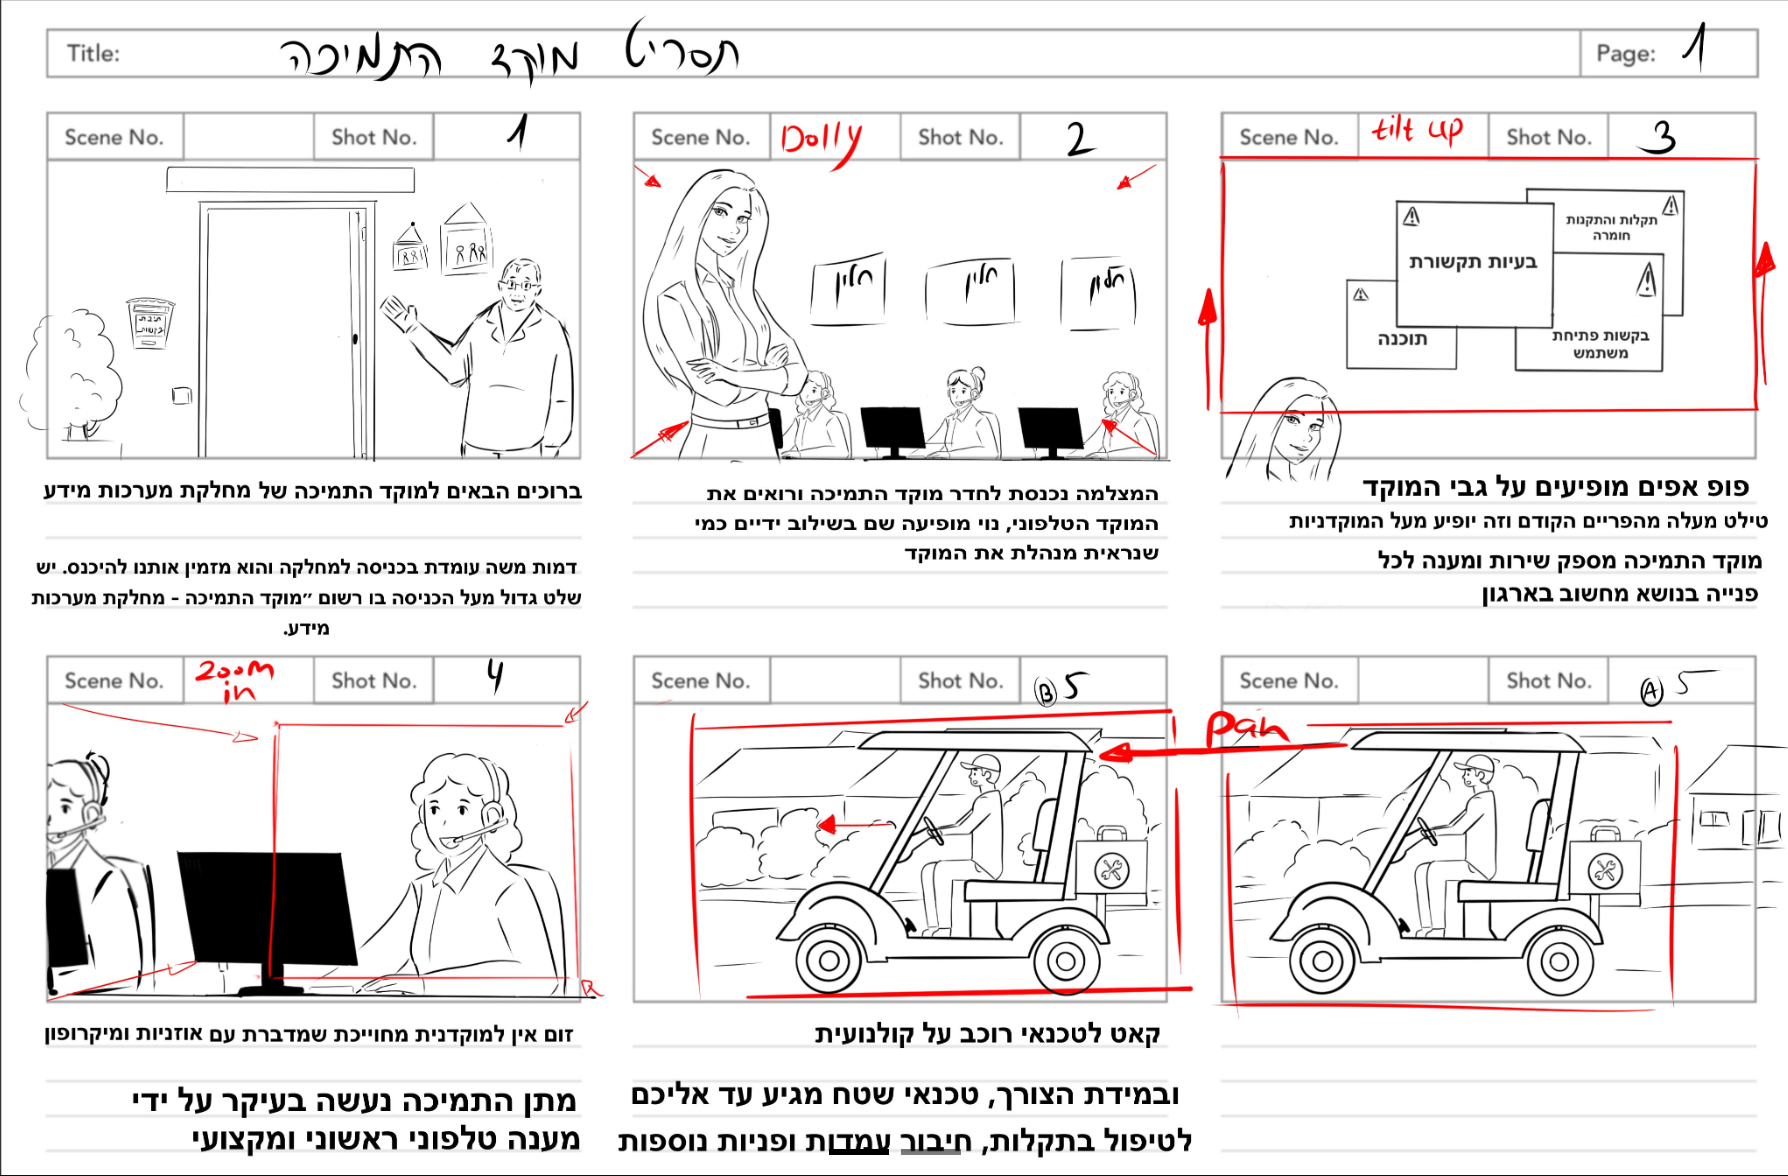 Title: תסריט מוקד התמיכה
Page: 1
Scene No. Shot No. 1
תיבת
בקשות
ברוכים הבאים למוקד התמיכה של מחלקת מערכות מידע
דמות משה עומדת בכניסה למחלקה והוא מזמין אותנו להיכנס. יש
שלט גדול מעל הכניסה בו רשום ״מוקד התמיכה - מחלקת מערכות
מידע.
Scene No. Dolly Shot No. 2
חלון
חלון
חלון
המצלמה נכנסת לחדר מוקד התמיכה ורואים את
המוקד הטלפוני, נוי מופיעה שם בשילוב ידיים כמי
שנראית מנהלת את המוקד
Scene No. tilt up Shot No. 3
תקלות והתקנות
חומרה
בעיות תקשורת
תוכנה
בקשות פתיחת
משתמש
פופ אפים מופיעים על גבי המוקד
טילט מעלה מהפריים הקודם וזה יופיע מעל המוקדניות
מוקד התמיכה מספק שירות ומענה לכל
פנייה בנושא מחשוב בארגון
Scene No. zoom in Shot No. 4
זום אין למוקדנית מחוייכת שמדברת עם אוזניות ומיקרופון
מתן התמיכה נעשה בעיקר על ידי
מענה טלפוני ראשוני ומקצועי
Scene No. Shot No. B 5
קאט לטכנאי רוכב על קולנועית
ובמידת הצורך, טכנאי שטח מגיע עד אליכם
לטיפול בתקלות, חיבור עמדות ופניות נוספות
Scene No. Shot No. A 5
pan